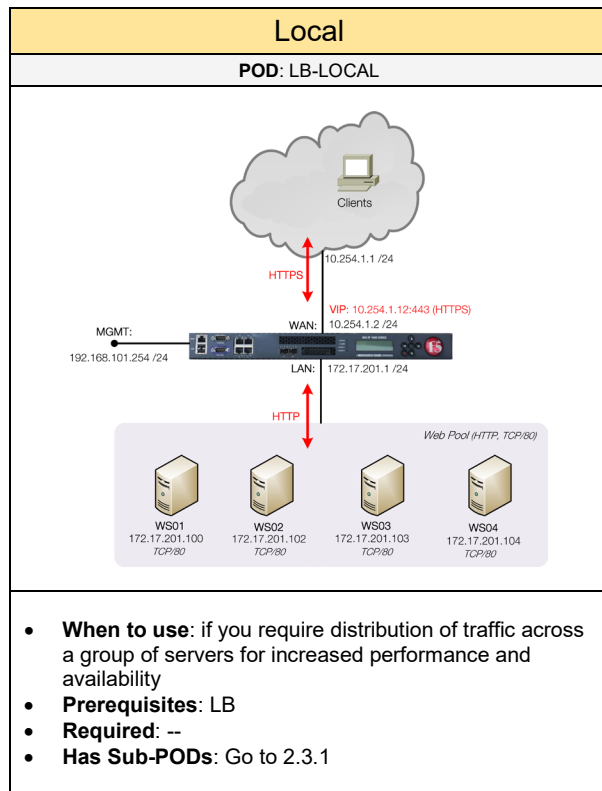 Local
POD: LB-LOCAL
Clients
10.254.1.1 /24
HTTPS
VIP: 10.254.1.12:443 (HTTPS)
WAN: 10.254.1.2 /24
MGMT:
192.168.101.254 /24
f5
LAN: 172.17.201.1 /24
HTTP
Web Pool (HTTP, TCP/80)
WS01 WS02 WS03 WS04
172.17.201.100 172.17.201.102 172.17.201.103 172.17.201.104
TCP/80 TCP/80 TCP/80 TCP/80
• When to use: if you require distribution of traffic across
a group of servers for increased performance and
availability
• Prerequisites: LB
• Required: --
• Has Sub-PODs: Go to 2.3.1